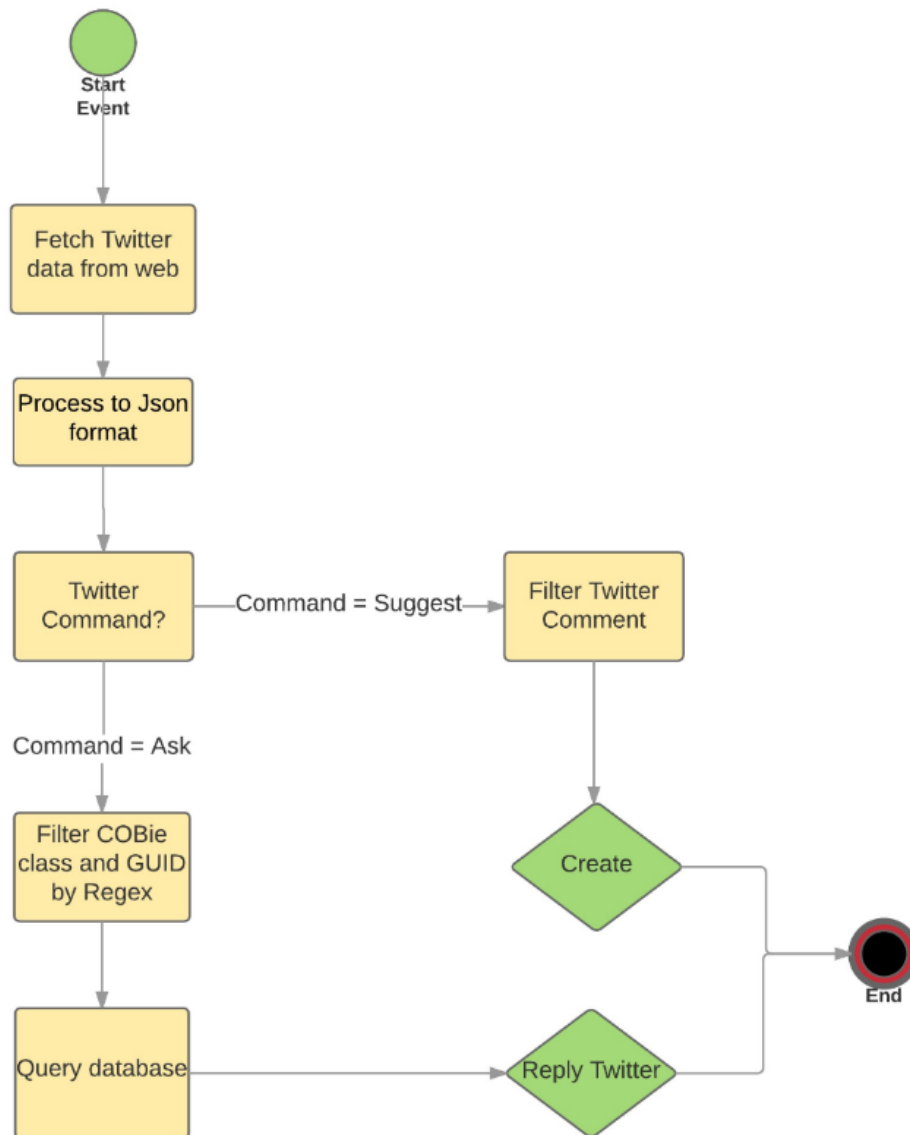 Start
Event
Fetch Twitter
data from web
Process to Json
format
Twitter
Command?
Command = Suggest
Filter Twitter
Comment
Command = Ask
Filter COBie
class and GUID
by Regex
Create
End
Query database
Reply Twitter